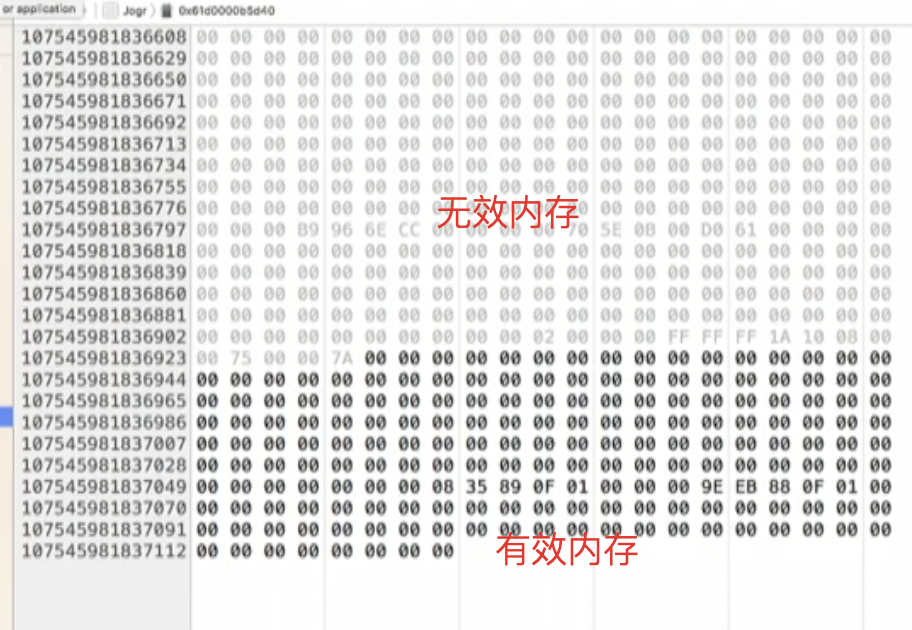 or application
Jogr
0x61d0000b5d40
107545981836608 00 00 00 00 00 00 00 00 00 00 00 00 00 00 00 00 00 00 00 00 00
107545981836629 00 00 00 00 00 00 00 00 00 00 00 00 00 00 00 00 00 00 00 00 00
107545981836650 00 00 00 00 00 00 00 00 00 00 00 00 00 00 00 00 00 00 00 00 00
107545981836671 00 00 00 00 00 00 00 00 00 00 00 00 00 00 00 00 00 00 00 00 00
107545981836692 00 00 00 00 00 00 00 00 00 00 00 00 00 00 00 00 00 00 00 00 00
107545981836713 00 00 00 00 00 00 00 00 00 00 00 00 00 00 00 00 00 00 00 00 00
107545981836734 00 00 00 00 00 00 00 00 00 00 00 00 00 00 00 00 00 00 00 00 00
107545981836755 00 00 00 00 00 00 00 00 00 00 00 00 00 00 00 00 00 00 00 00 00
107545981836776 00 00 00 00 00 00 00 00 00 00 00 00 00 00 00 00 00
无效内存
107545981836797 00 00 00 96 6E CC 00 00 00 00 70 5E 0B 00 D0 61 00 00 00 00
107545981836818 00 00 00 00 00 00 00 00 00 00 00 00 00 00 00 00 00 00 00 00 00
107545981836839 00 00 00 00 00 00 00 00 00 00 00 00 00 00 00 00 00 00 00 00 00
107545981836860 00 00 00 00 00 00 00 00 00 00 00 00 00 00 00 00 00 00 00 00 00
107545981836881 00 00 00 00 00 00 00 00 00 00 00 00 00 00 00 00 00 00 00 00 00
107545981836902 00 00 00 00 00 00 00 00 00 00 02 00 00 00 FF FF FF 1A 10 08 00
107545981836923 00 75 00 00 7A 00 00 00 00 00 00 00 00 00 00 00 00 00 00 00 00
107545981836944 00 00 00 00 00 00 00 00 00 00 00 00 00 00 00 00 00 00 00 00 00
107545981836965 00 00 00 00 00 00 00 00 00 00 00 00 00 00 00 00 00 00 00 00 00
107545981836986 00 00 00 00 00 00 00 00 00 00 00 00 00 00 00 00 00 00 00 00 00
107545981837007 00 00 00 00 00 00 00 00 00 00 00 00 00 00 00 00 00 00 00 00 00
107545981837028 00 00 00 00 00 00 00 00 00 00 00 00 00 00 00 00 00 00 00 00 00
107545981837049 00 00 00 00 00 00 00 08 35 89 0F 01 00 00 00 9E EB 88 0F 01 00
107545981837070 00 00 00 00 00 00 00 00 00 00 00 00 00 00 00 00 00 00 00 00 00
107545981837091 00 00 00 00 00 00 00 00 00 00 00 00 00 00 00 00 00 00 00 00 00
107545981837112 00 00 00 00 00 00 00 00
有效内存